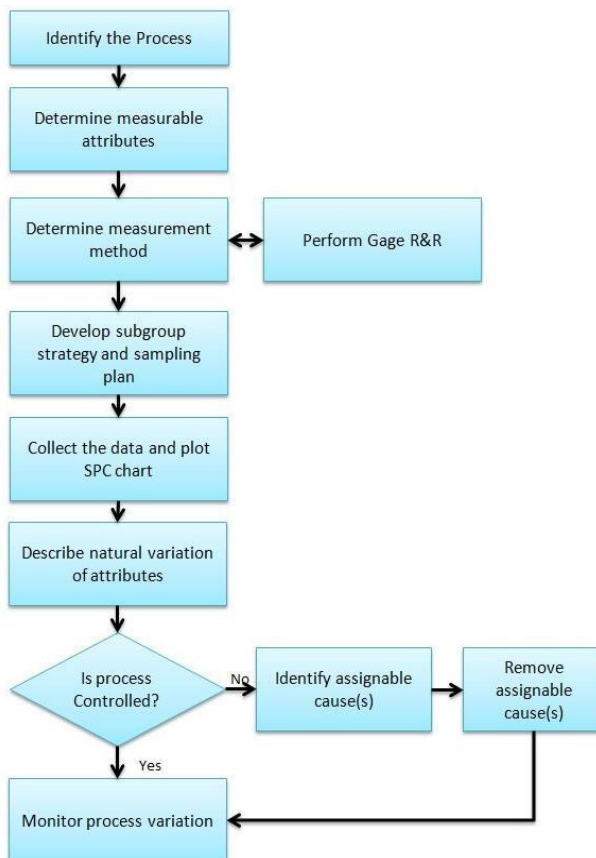 Identify the Process
Determine measurable
attributes
Determine measurement
method
Perform Gage R&R
Develop subgroup
strategy and sampling
plan
Collect the data and plot
SPC chart
Describe natural variation
of attributes
Is process
Controlled?
No
Identify assignable
cause(s)
Remove
assignable
cause(s)
Yes
Monitor process variation